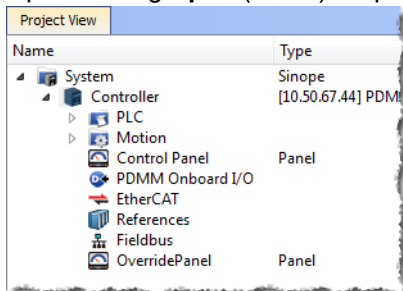 Project View
Name Type
System Sinope
Controller [10.50.67.44] PDM
PLC
Motion
Control Panel Panel
PDMM Onboard I/O
EtherCAT
References
Fieldbus
OverridePanel Panel